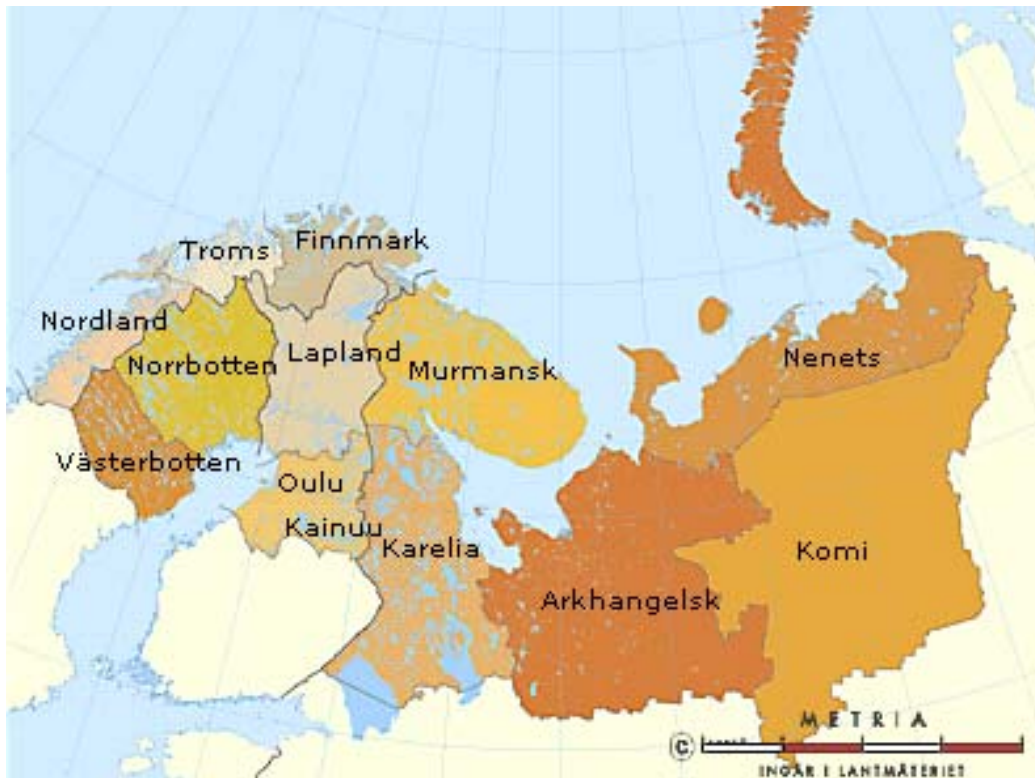 Troms
Finnmark
Nordland
Norrbotten
Lapland
Murmansk
Nenets
Västerbotten
Oulu
Kainuu
Karelia
Komi
Arkhangelsk
METRIA
©
INGÅR I LANTMÄTERIET